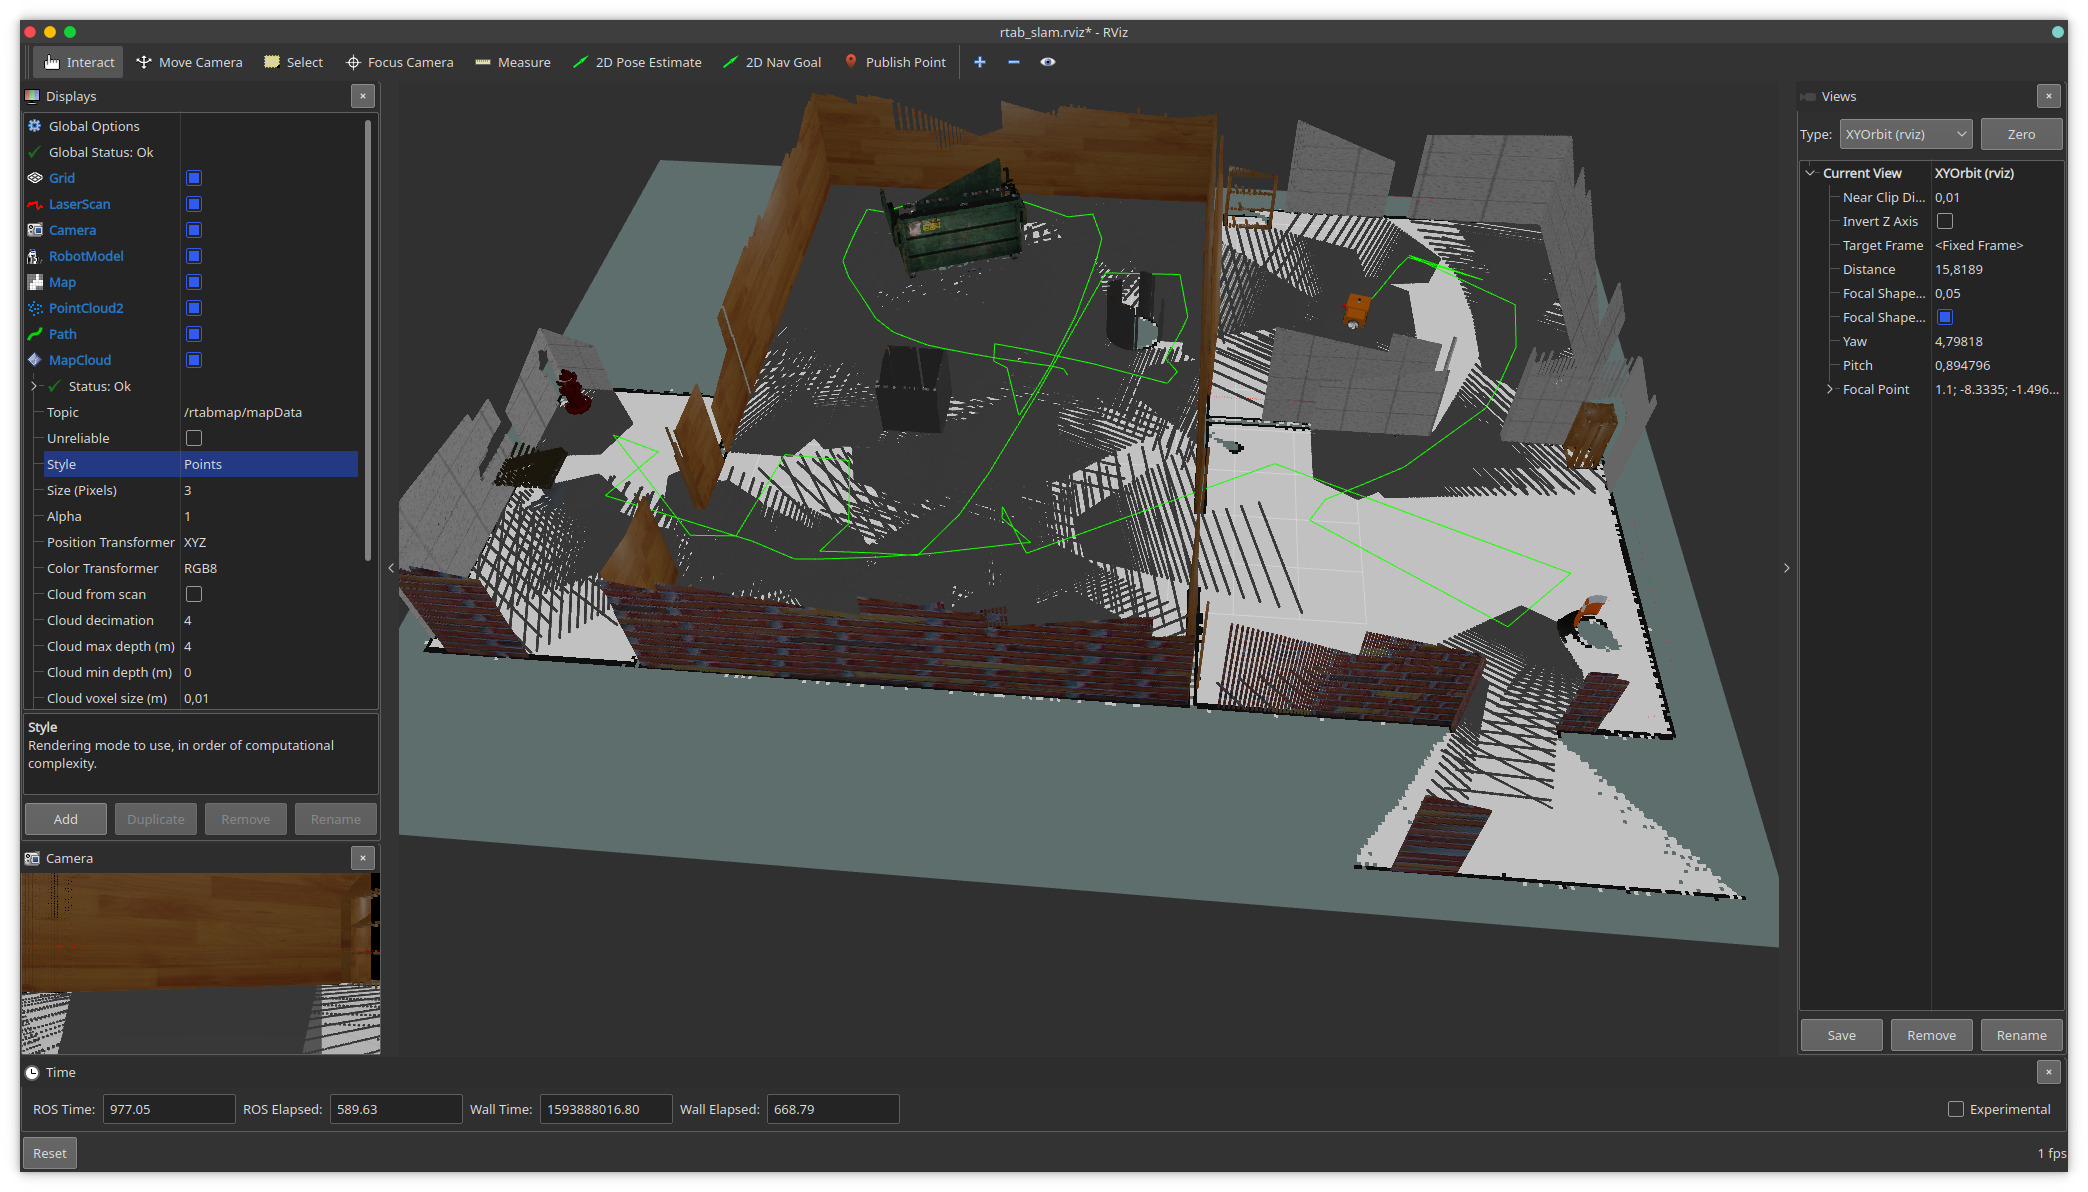 rtab_slam.rviz* - RViz
Interact Move Camera Select Focus Camera Measure 2D Pose Estimate 2D Nav Goal Publish Point
Displays
Global Options
Global Status: Ok
Grid
LaserScan
Camera
RobotModel
Map
PointCloud2
Path
MapCloud
Status: Ok
Topic /rtabmap/mapData
Unreliable
Style Points
Size (Pixels) 3
Alpha 1
Position Transformer XYZ
Color Transformer RGB8
Cloud from scan
Cloud decimation 4
Cloud max depth (m) 4
Cloud min depth (m) 0
Cloud voxel size (m) 0,01
Style
Rendering mode to use, in order of computational
complexity.
Add Duplicate Remove Rename
Camera
Views
Type: XYOrbit (rviz) Zero
Current View XYOrbit (rviz)
Near Clip Di... 0,01
Invert Z Axis
Target Frame <Fixed Frame>
Distance 15,8189
Focal Shape... 0,05
Focal Shape...
Yaw 4,79818
Pitch 0,894796
Focal Point 1.1; -8.3335; -1.496...
Save Remove Rename
Time
ROS Time: 977.05 ROS Elapsed: 589.63 Wall Time: 1593888016.80 Wall Elapsed: 668.79 Experimental
Reset 1 fps